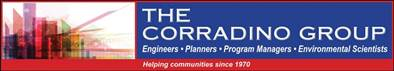 THE
CORRADINO GROUP
Engineers • Planners • Program Managers • Environmental Scientists
Helping communities since 1970